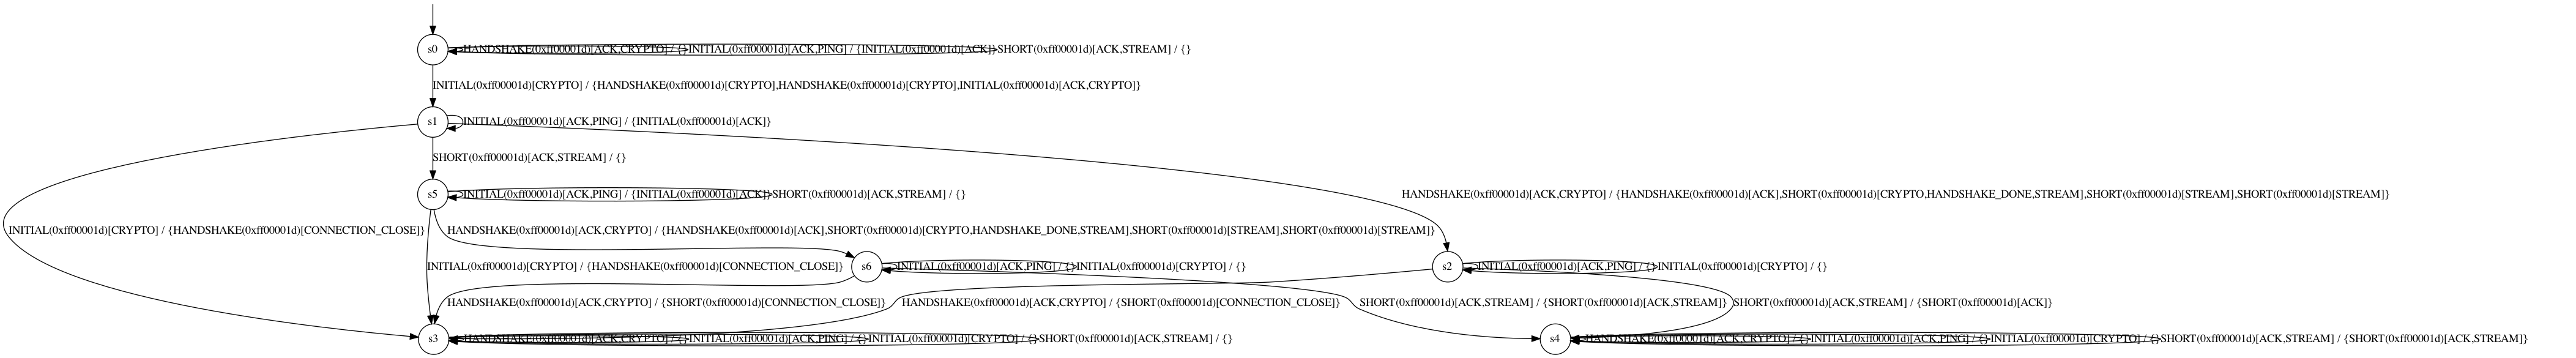 s0
HANDSHAKE(0xff00001d)[ACK,CRYPTO] / {}
INITIAL(0xff00001d)[ACK,PING] / {INITIAL(0xff00001d)[ACK]}
SHORT(0xff00001d)[ACK,STREAM] / {}
INITIAL(0xff00001d)[CRYPTO] / {HANDSHAKE(0xff00001d)[CRYPTO],HANDSHAKE(0xff00001d)[CRYPTO],INITIAL(0xff00001d)[ACK,CRYPTO]}
s1
INITIAL(0xff00001d)[ACK,PING] / {INITIAL(0xff00001d)[ACK]}
SHORT(0xff00001d)[ACK,STREAM] / {}
s5
INITIAL(0xff00001d)[ACK,PING] / {INITIAL(0xff00001d)[ACK]}
SHORT(0xff00001d)[ACK,STREAM] / {}
HANDSHAKE(0xff00001d)[ACK,CRYPTO] / {HANDSHAKE(0xff00001d)[ACK],SHORT(0xff00001d)[CRYPTO,HANDSHAKE_DONE,STREAM],SHORT(0xff00001d)[STREAM],SHORT(0xff00001d)[STREAM]}
INITIAL(0xff00001d)[CRYPTO] / {HANDSHAKE(0xff00001d)[CONNECTION_CLOSE]}
HANDSHAKE(0xff00001d)[ACK,CRYPTO] / {HANDSHAKE(0xff00001d)[ACK],SHORT(0xff00001d)[CRYPTO,HANDSHAKE_DONE,STREAM],SHORT(0xff00001d)[STREAM],SHORT(0xff00001d)[STREAM]}
INITIAL(0xff00001d)[CRYPTO] / {HANDSHAKE(0xff00001d)[CONNECTION_CLOSE]}
s6
INITIAL(0xff00001d)[ACK,PING] / {}
INITIAL(0xff00001d)[CRYPTO] / {}
s2
INITIAL(0xff00001d)[ACK,PING] / {}
INITIAL(0xff00001d)[CRYPTO] / {}
HANDSHAKE(0xff00001d)[ACK,CRYPTO] / {SHORT(0xff00001d)[CONNECTION_CLOSE]}
HANDSHAKE(0xff00001d)[ACK,CRYPTO] / {SHORT(0xff00001d)[CONNECTION_CLOSE]}
SHORT(0xff00001d)[ACK,STREAM] / {SHORT(0xff00001d)[ACK,STREAM]}
SHORT(0xff00001d)[ACK,STREAM] / {SHORT(0xff00001d)[ACK]}
s3
HANDSHAKE(0xff00001d)[ACK,CRYPTO] / {}
INITIAL(0xff00001d)[ACK,PING] / {}
INITIAL(0xff00001d)[CRYPTO] / {}
SHORT(0xff00001d)[ACK,STREAM] / {}
s4
HANDSHAKE(0xff00001d)[ACK,CRYPTO] / {}
INITIAL(0xff00001d)[ACK,PING] / {}
INITIAL(0xff00001d)[CRYPTO] / {}
SHORT(0xff00001d)[ACK,STREAM] / {SHORT(0xff00001d)[ACK,STREAM]}